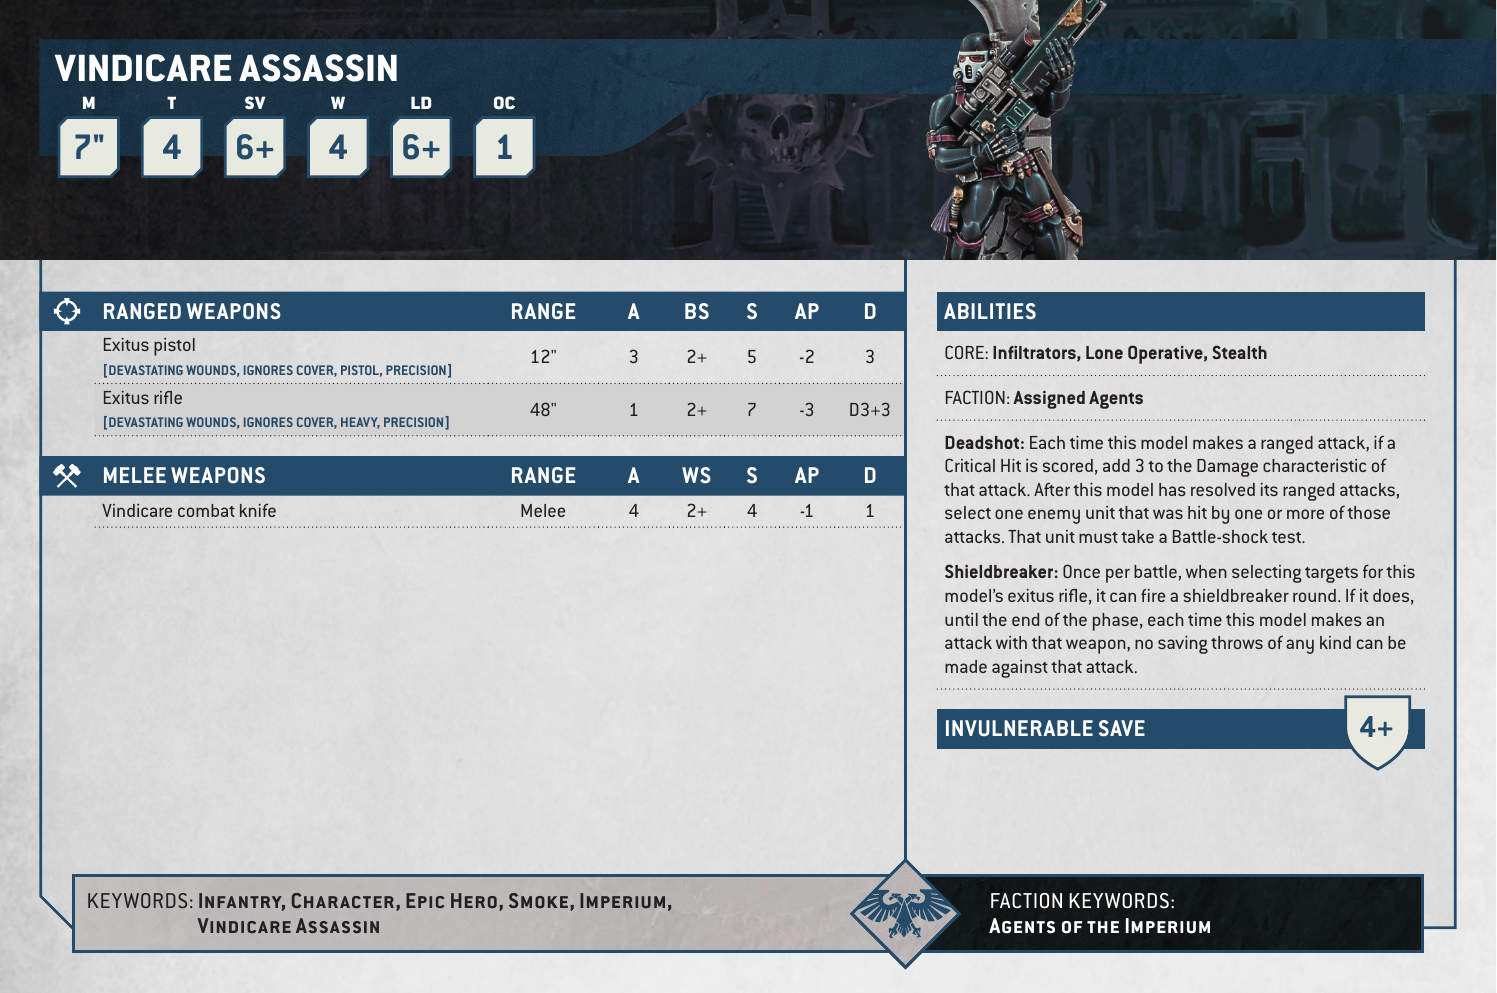 VINDICARE ASSASSIN
M T SV W LD OC
7" 4 6+ 4 6+ 1
RANGED WEAPONS RANGE A BS S AP D
Exitus pistol
[DEVASTATING WOUNDS, IGNORES COVER, PISTOL, PRECISION]
12" 3 2+ 5 -2 3
Exitus rifle
[DEVASTATING WOUNDS, IGNORES COVER, HEAVY, PRECISION]
48" 1 2+ 7 -3 D3+3
MELEE WEAPONS RANGE A WS S AP D
Vindicare combat knife Melee 4 2+ 4 -1 1
ABILITIES
CORE: Infiltrators, Lone Operative, Stealth
FACTION: Assigned Agents
Deadshot: Each time this model makes a ranged attack, if a
Critical Hit is scored, add 3 to the Damage characteristic of
that attack. After this model has resolved its ranged attacks,
select one enemy unit that was hit by one or more of those
attacks. That unit must take a Battle-shock test.
Shieldbreaker: Once per battle, when selecting targets for this
model's exitus rifle, it can fire a shieldbreaker round. If it does,
until the end of the phase, each time this model makes an
attack with that weapon, no saving throws of any kind can be
made against that attack.
INVULNERABLE SAVE 4+
KEYWORDS: Infantry, Character, Epic Hero, Smoke, Imperium,
Vindicare Assassin
FACTION KEYWORDS:
Agents of the Imperium